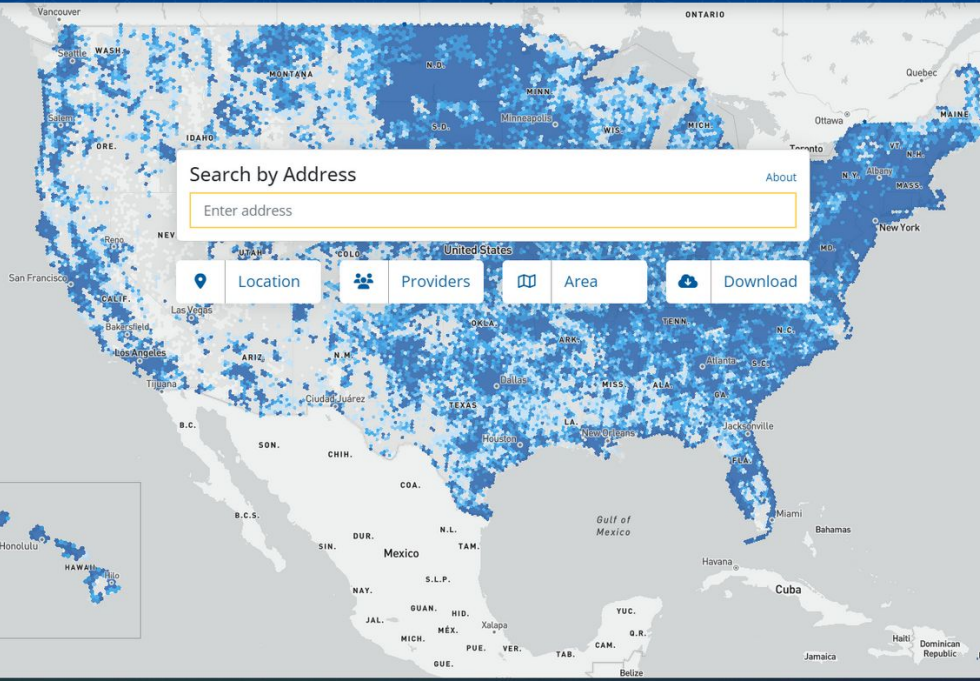 Vancouver
ONTARIO
Seattle
WASH.
N.D.
MONTANA
Quebec
MINN.
Salem
S.D.
Minneapolis
WIS.
MICH.
Ottawa
MAINE
ORE.
IDAHO
Toronto
VT.
N.H.
Search by Address
About
N.Y.
Albany
MASS.
Enter address
New York
Reno
NEV
UTAH
COLO
United States
MD.
San Francisco
Location
Providers
Area
Download
CALIF.
Las Vegas
Bakersfield
OKLA.
TENN.
N.C.
Los Angeles
ARIZ.
N.M.
ARK.
Atlanta
S.C.
Tijuana
Dallas
MISS.
ALA.
GA.
Ciudad Juárez
TEXAS
B.C.
LA.
Jacksonville
SON.
Houston
New Orleans
CHIH.
FLA.
COA.
B.C.S.
Gulf of
Mexico
Miami
Bahamas
Honolulu
DUR.
N.L.
SIN.
Mexico
TAM.
HAWAII
Hilo
Havana
Cuba
S.L.P.
NAY.
GUAN.
HID.
YUC.
JAL.
MÉX.
Xalapa
Q.R.
MICH.
PUE.
VER.
CAM.
Haiti
Dominican
Republic
TAB.
Jamaica
GUE.
Belize